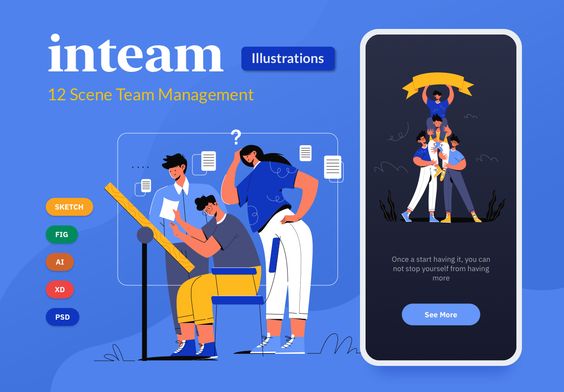 inteam
Illustrations
12 Scene Team Management
?
SKETCH
FIG
AI
XD
PSD
Once a start having it, you can
not stop yourself from having
more
See More